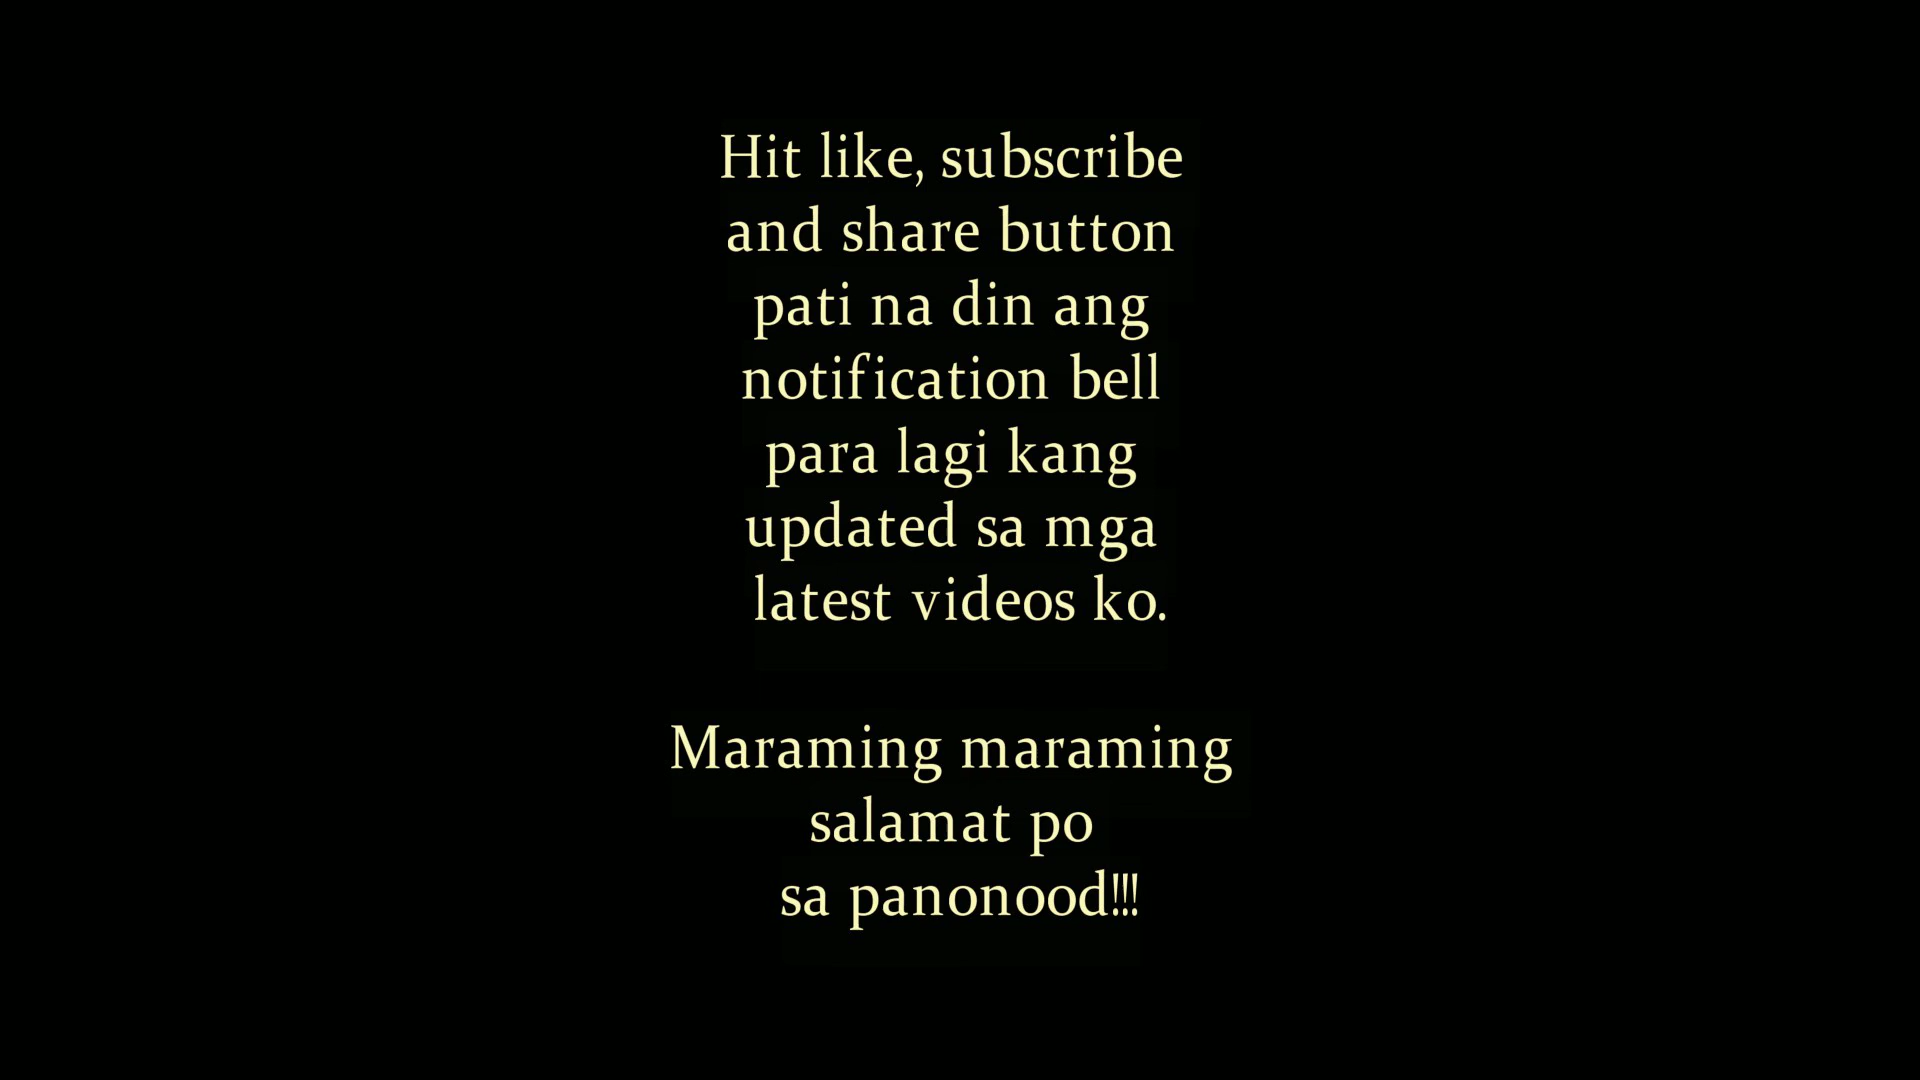 Hit like, subscribe
and share button
pati na din ang
notification bell
para lagi kang
updated sa mga
latest videos ko.
Maraming maraming
salamat po
sa panonood!!!